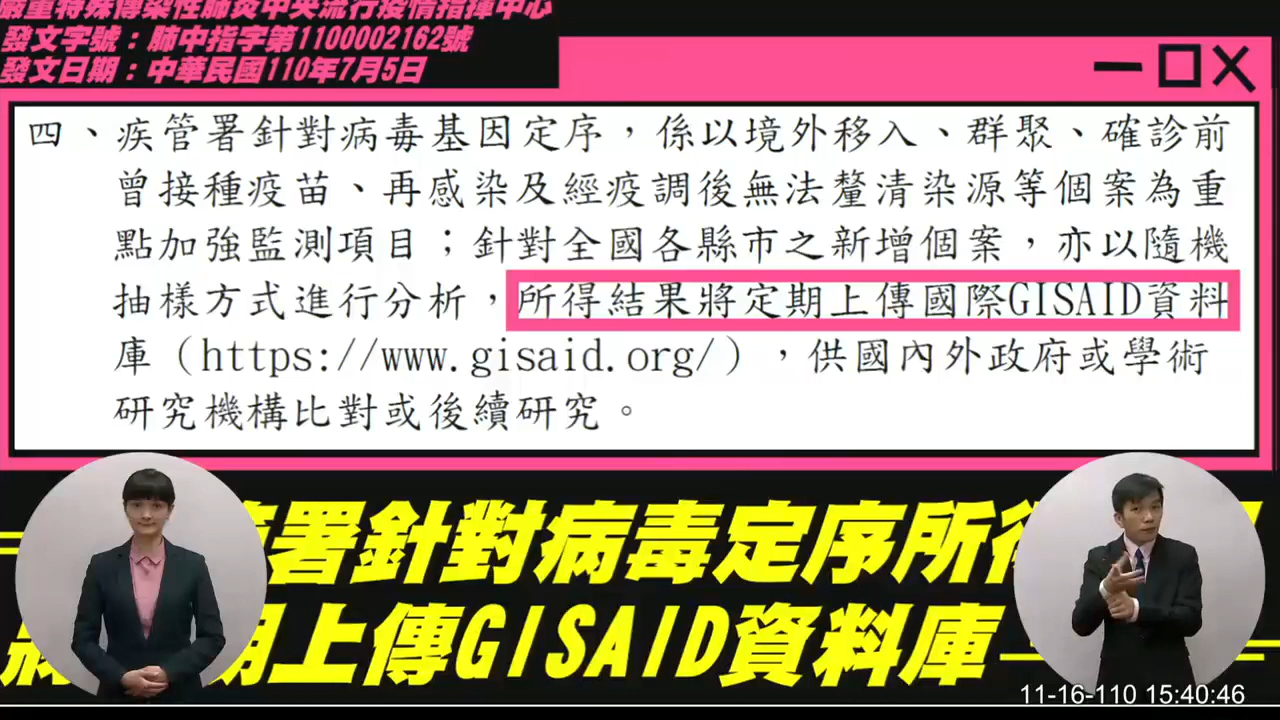 嚴重特殊傳染性肺炎中央流行疫情指揮中心
發文字號：肺中指字第1100002162號
發文日期：中華民國110年7月5日
四、疾管署針對病毒基因定序，係以境外移入、群聚、確診前
曾接種疫苗、再感染及經疫調後無法釐清染源等個案為重
點加強監測項目；針對全國各縣市之新增個案，亦以隨機
抽樣方式進行分析，所得結果將定期上傳國際GISAID資料
庫（https://www.gisaid.org/），供國內外政府或學術
研究機構比對或後續研究。
管署針對病毒定序所得
將 期上傳GISAID資料庫
11-16-110 15:40:46